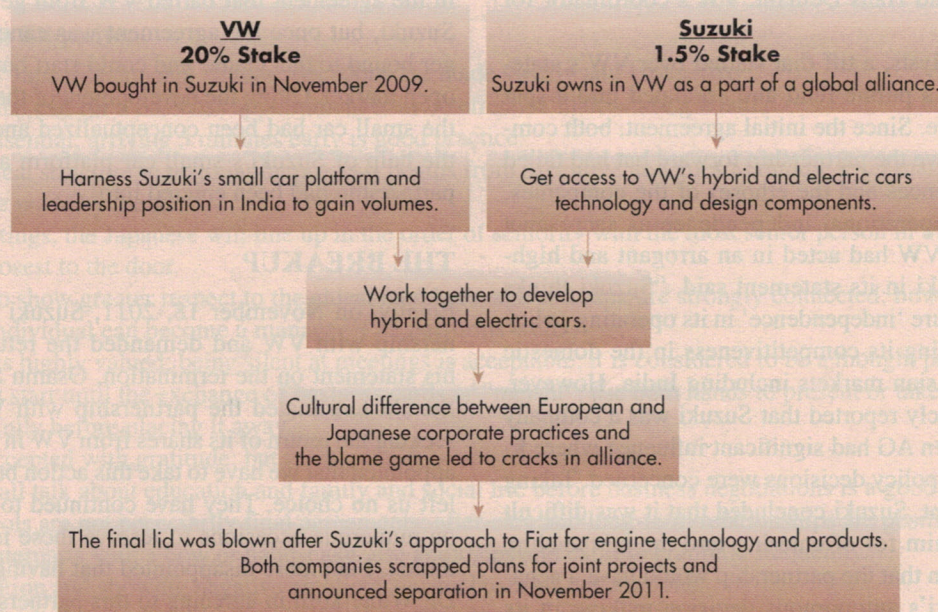 VW
20% Stake
VW bought in Suzuki in November 2009.
Suzuki
1.5% Stake
Suzuki owns in VW as a part of a global alliance.
Harness Suzuki's small car platform and
leadership position in India to gain volumes.
Get access to VW's hybrid and electric cars
technology and design components.
Work together to develop
hybrid and electric cars.
Cultural difference between European and
Japanese corporate practices and
the blame game led to cracks in alliance.
The final lid was blown after Suzuki's approach to Fiat for engine technology and products.
Both companies scrapped plans for joint projects and
announced separation in November 2011.